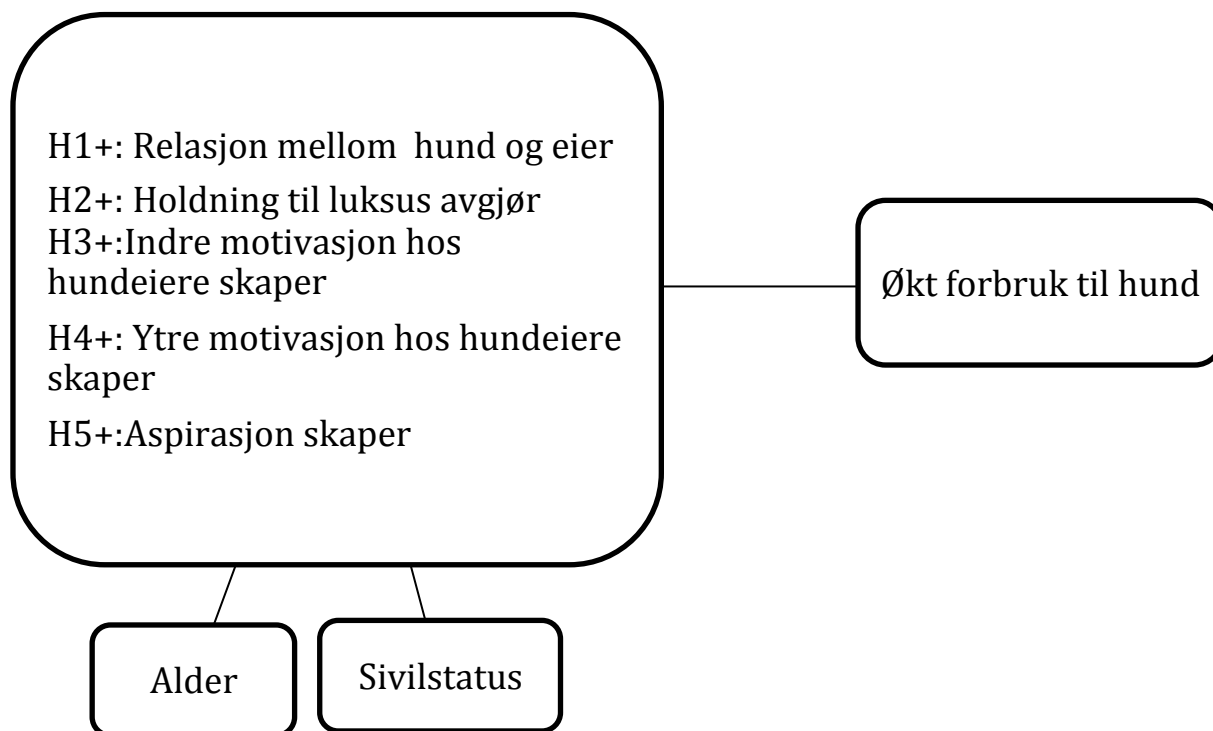 H1+: Relasjon mellom  hund og eier
H2+: Holdning til luksus avgjør
H3+:Indre motivasjon hos
hundeiere skaper
H4+: Ytre motivasjon hos hundeiere
skaper
H5+:Aspirasjon skaper
Økt forbruk til hund
Alder
Sivilstatus